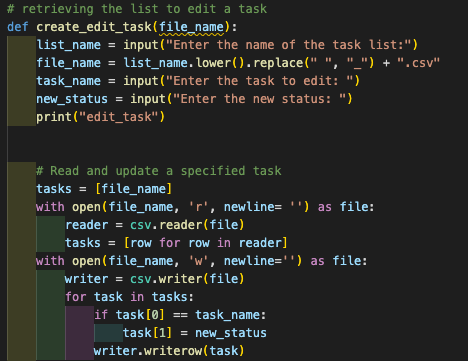 # retrieving the list to edit a task
def create_edit_task(file_name):
    list_name = input("Enter the name of the task list:")
    file_name = list_name.lower().replace(" ", "_") + ".csv"
    task_name = input("Enter the task to edit: ")
    new_status = input("Enter the new status: ")
    print("edit_task")
    # Read and update a specified task
    tasks = [file_name]
    with open(file_name, 'r', newline= '') as file:
        reader = csv.reader(file)
        tasks = [row for row in reader]
    with open(file_name, 'w', newline='') as file:
        writer = csv.writer(file)
        for task in tasks:
            if task[0] == task_name:
                task[1] = new_status
            writer.writerow(task)